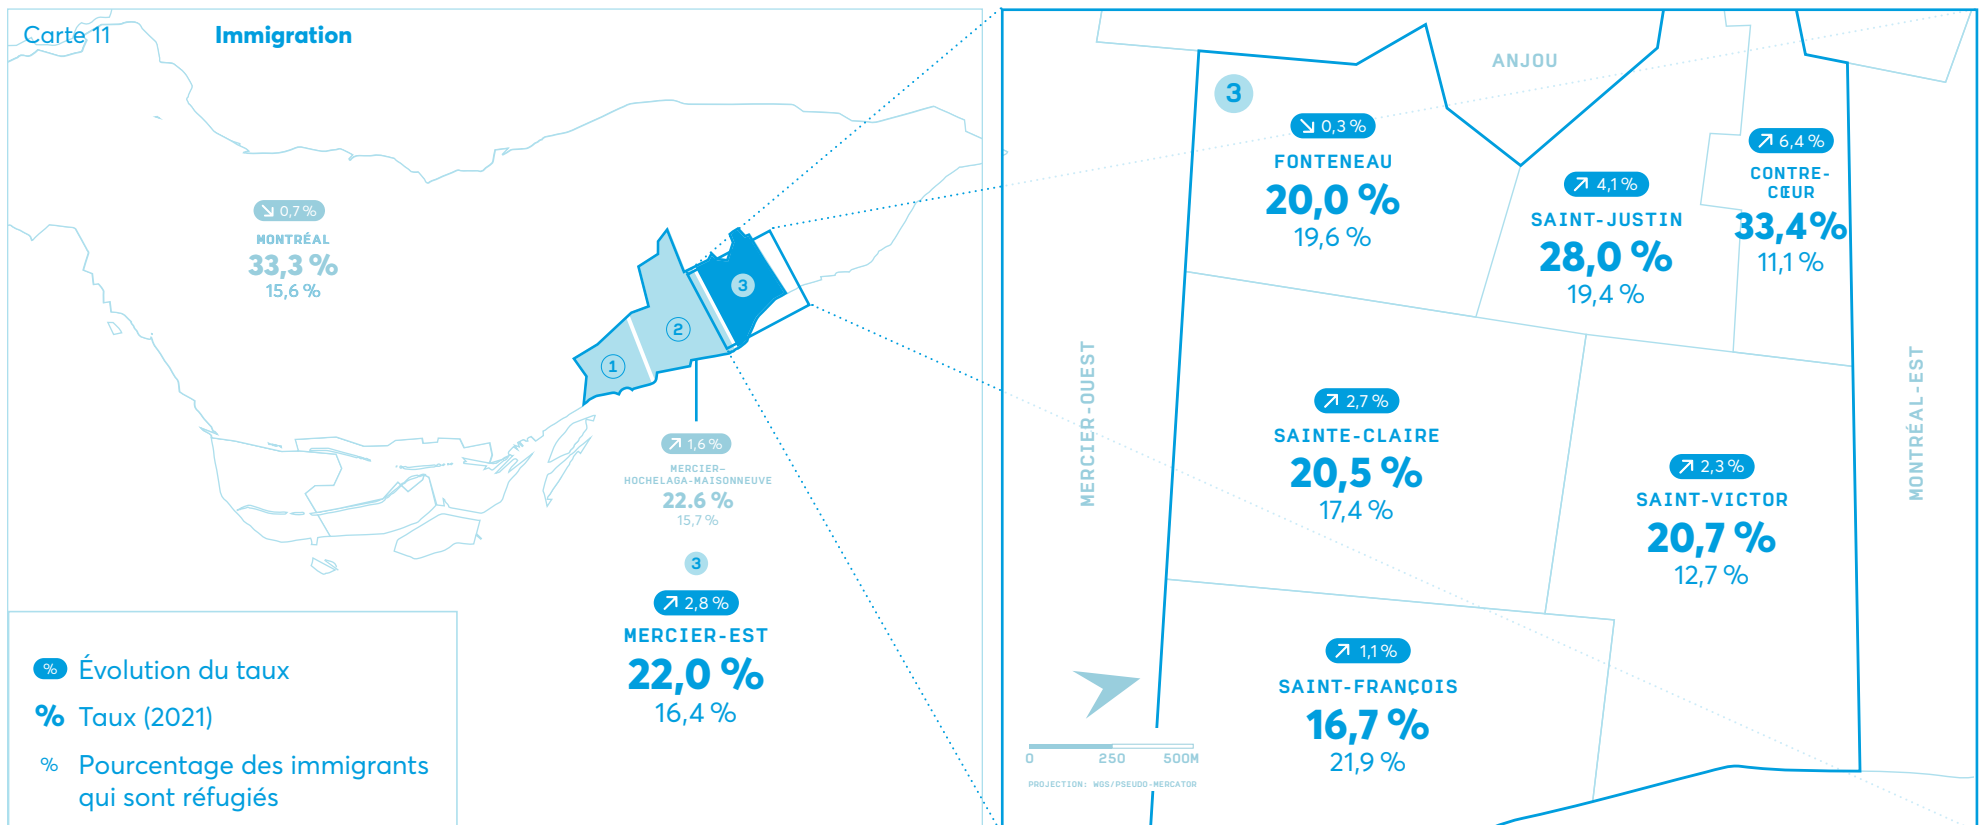 Carte 11
Immigration
↘ 0,7 %
MONTRÉAL
33,3 %
15,6 %
1
2
3
↗ 1,6 %
MERCIER–
HOCHELAGA-MAISONNEUVE
22.6 %
15,7 %
3
↗ 2,8 %
MERCIER-EST
22,0 %
16,4 %
% Évolution du taux
% Taux (2021)
% Pourcentage des immigrants
qui sont réfugiés
3
ANJOU
MERCIER-OUEST
MONTRÉAL-EST
↘ 0,3 %
FONTENEAU
20,0 %
19,6 %
↗ 4,1 %
SAINT-JUSTIN
28,0 %
19,4 %
↗ 6,4 %
CONTRE-
CŒUR
33,4%
11,1 %
↗ 2,7 %
SAINTE-CLAIRE
20,5 %
17,4 %
↗ 2,3 %
SAINT-VICTOR
20,7 %
12,7 %
↗ 1,1 %
SAINT-FRANÇOIS
16,7 %
21,9 %
0 250 500M
PROJECTION: WGS/PSEUDO-MERCATOR